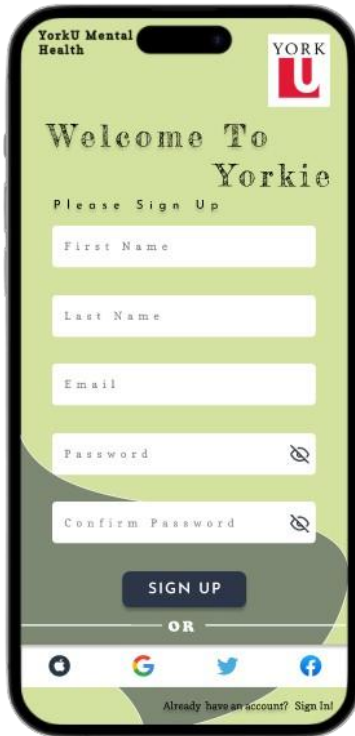 YorkU Mental
Health
YORK
U
Welcome To
Yorkie
Please Sign Up
First Name
Last Name
Email
Password
Confirm Password
SIGN UP
OR
Already have an account? Sign In!